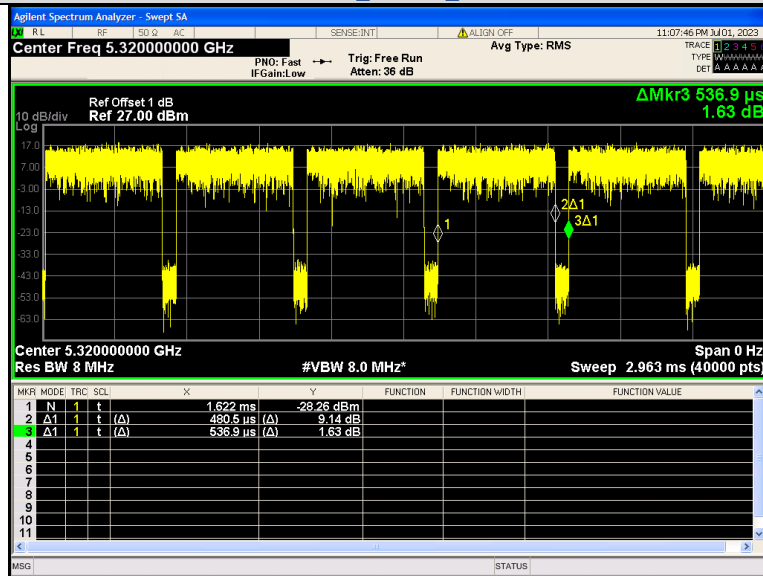 Agilent Spectrum Analyzer - Swept SA
LXI RL RF 50 Ω AC SENSE:INT ALIGN OFF 11:07:46 PM Jul 01, 2023
Center Freq 5.320000000 GHz
Avg Type: RMS
TRACE 1 2 3 4 5
PNO: Fast Trig: Free Run
TYPE
IFGain:Low Atten: 36 dB
DET A A A A A
ΔMkr3 536.9 µs
1.63 dB
Ref Offset 1 dB
10 dB/div Ref 27.00 dBm
Log
17.0
7.00
-3.00
-13.0
-23.0
-33.0
-43.0
-53.0
-63.0
1
2Δ1
3Δ1
Center 5.320000000 GHz Span 0 Hz
Res BW 8 MHz #VBW 8.0 MHz* Sweep 2.963 ms (40000 pts)
MKR MODE TRC SCL X Y FUNCTION FUNCTION WIDTH FUNCTION VALUE
1 N 1 t 1.622 ms -28.26 dBm
2 Δ1 1 t (Δ) 480.5 µs (Δ) 9.14 dB
3 Δ1 1 t (Δ) 536.9 µs (Δ) 1.63 dB
4
5
6
7
8
9
10
11
MSG STATUS